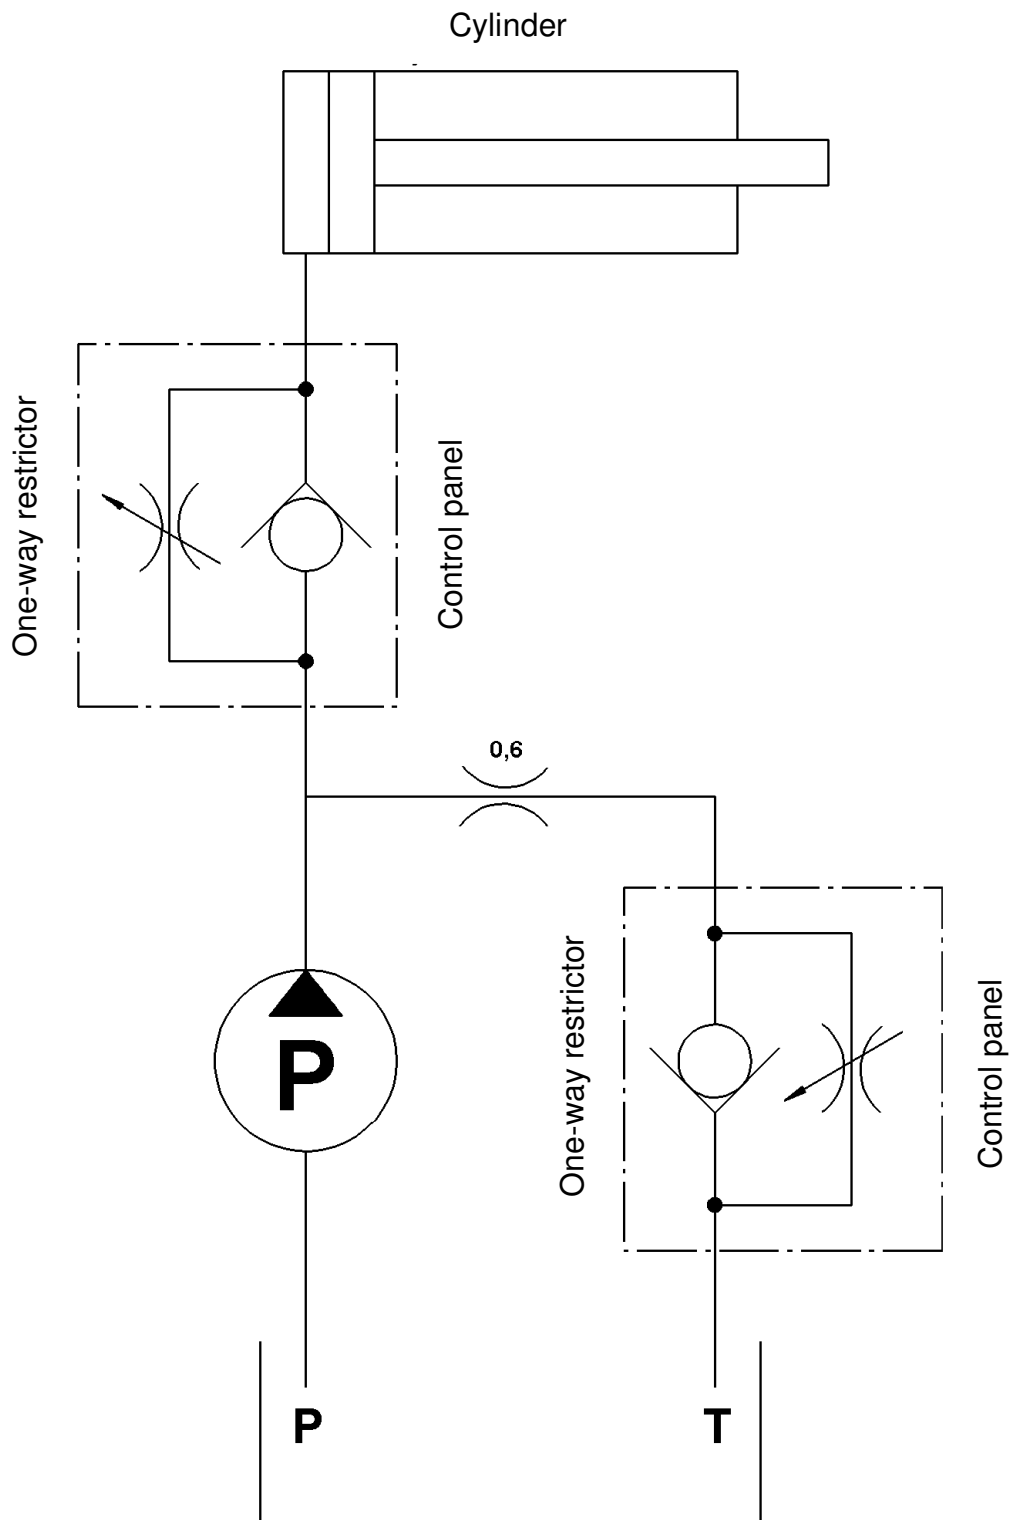 Cylinder
One-way restrictor
Control panel
0,6
One-way restrictor
Control panel
P
P
T